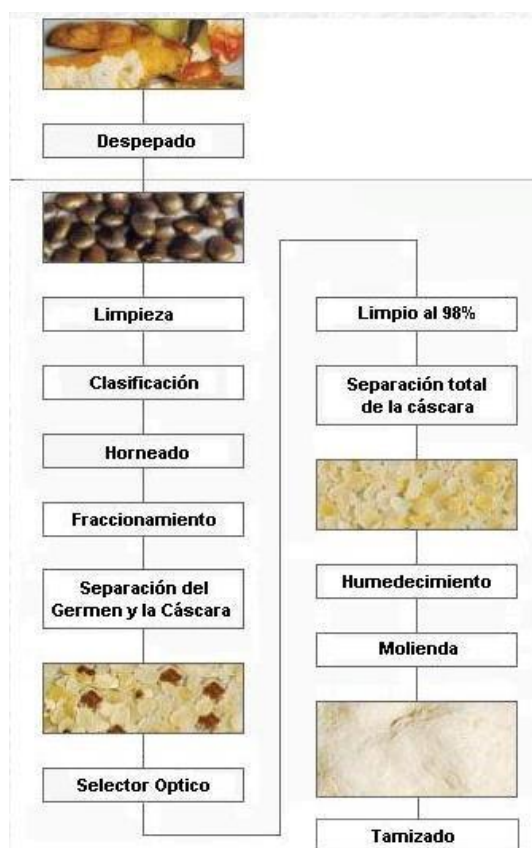 Despepado
Limpieza
Clasificación
Horneado
Fraccionamiento
Separación del
Germen y la Cáscara
Selector Optico
Limpio al 98%
Separación total
de la cáscara
Humedecimiento
Molienda
Tamizado